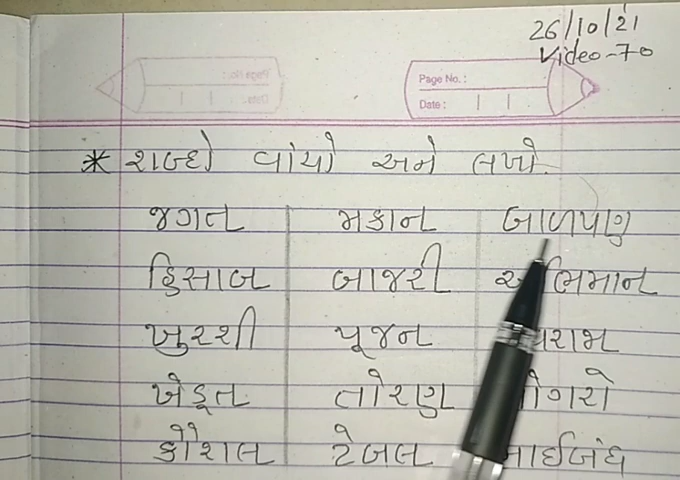 26/10/21
Video-70
Page No. :
Date :
* શબ્દો વાંચો અને લખો.
જગત મકાન બાળપણ
હિસાબ બાજરી અભિમાન
ખુરશી પૂજન
ખેડૂત તોરણ
કૌશલ ટેબલ